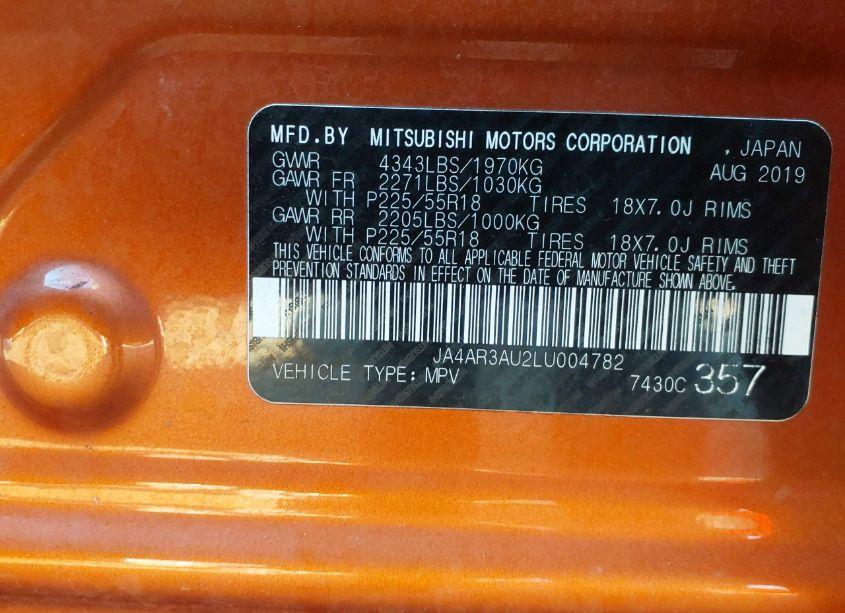 MFD.BY MITSUBISHI MOTORS CORPORATION , JAPAN
GVWR 4343LBS/1970KG AUG 2019
GAWR FR 2271LBS/1030KG
WITH P225/55R18 TIRES 18X7.0J RIMS
GAWR RR 2205LBS/1000KG
WITH P225/55R18 TIRES 18X7.0J RIMS
THIS VEHICLE CONFORMS TO ALL APPLICABLE FEDERAL MOTOR VEHICLE SAFETY AND THEFT
PREVENTION STANDARDS IN EFFECT ON THE DATE OF MANUFACTURE SHOWN ABOVE.
JA4AR3AU2LU004782
VEHICLE TYPE: MPV 7430C 357